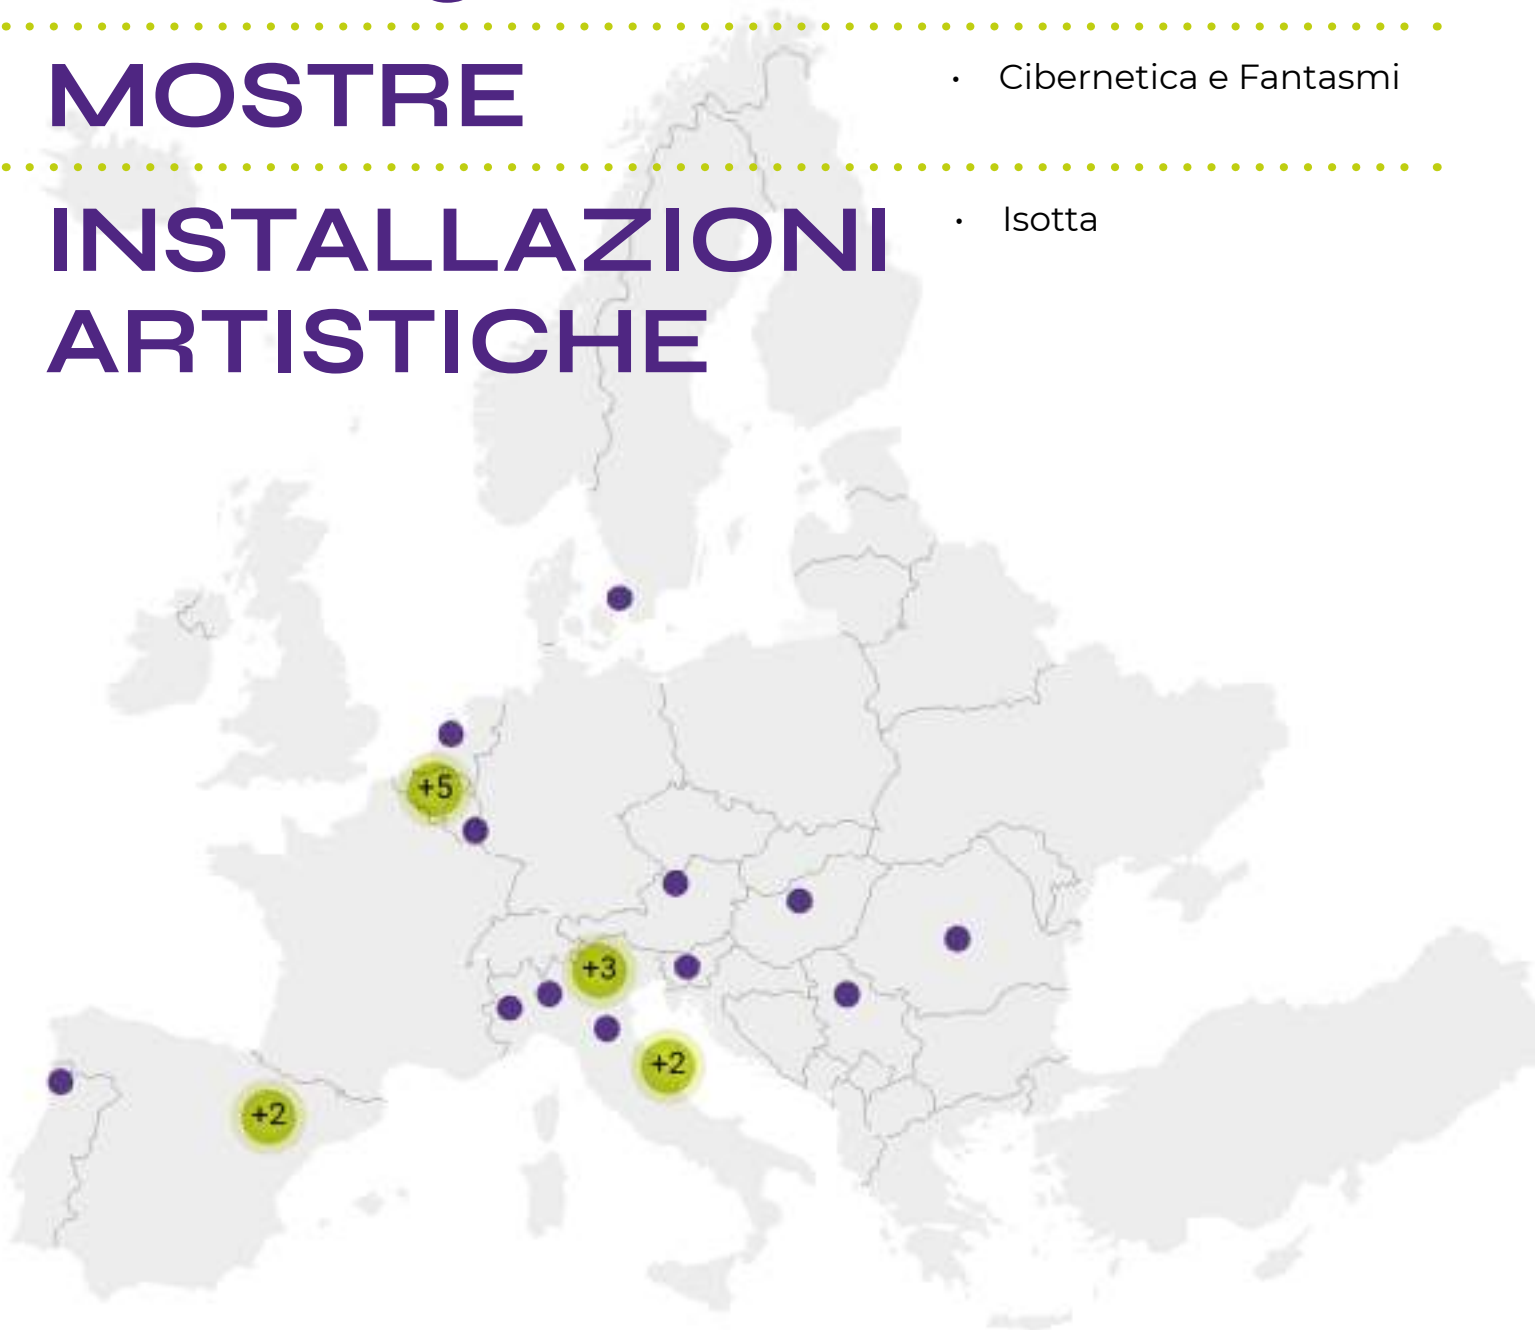 MOSTRE
• Cibernetica e Fantasmi
INSTALLAZIONI
ARTISTICHE
• Isotta
+5
+3
+2
+2